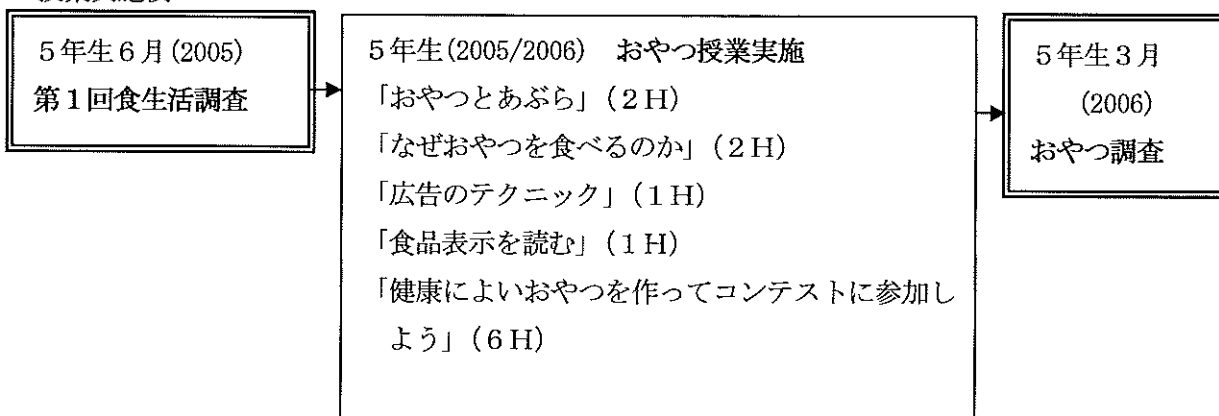 5年生6月(2005)
第1回食生活調査
5年生(2005/2006) おやつ授業実施
「おやつとあぶら」(2H)
「なぜおやつを食べるのか」(2H)
「広告のテクニック」(1H)
「食品表示を読む」(1H)
「健康によいおやつを作ってコンテストに参加し
よう」(6H)
5年生3月
(2006)
おやつ調査